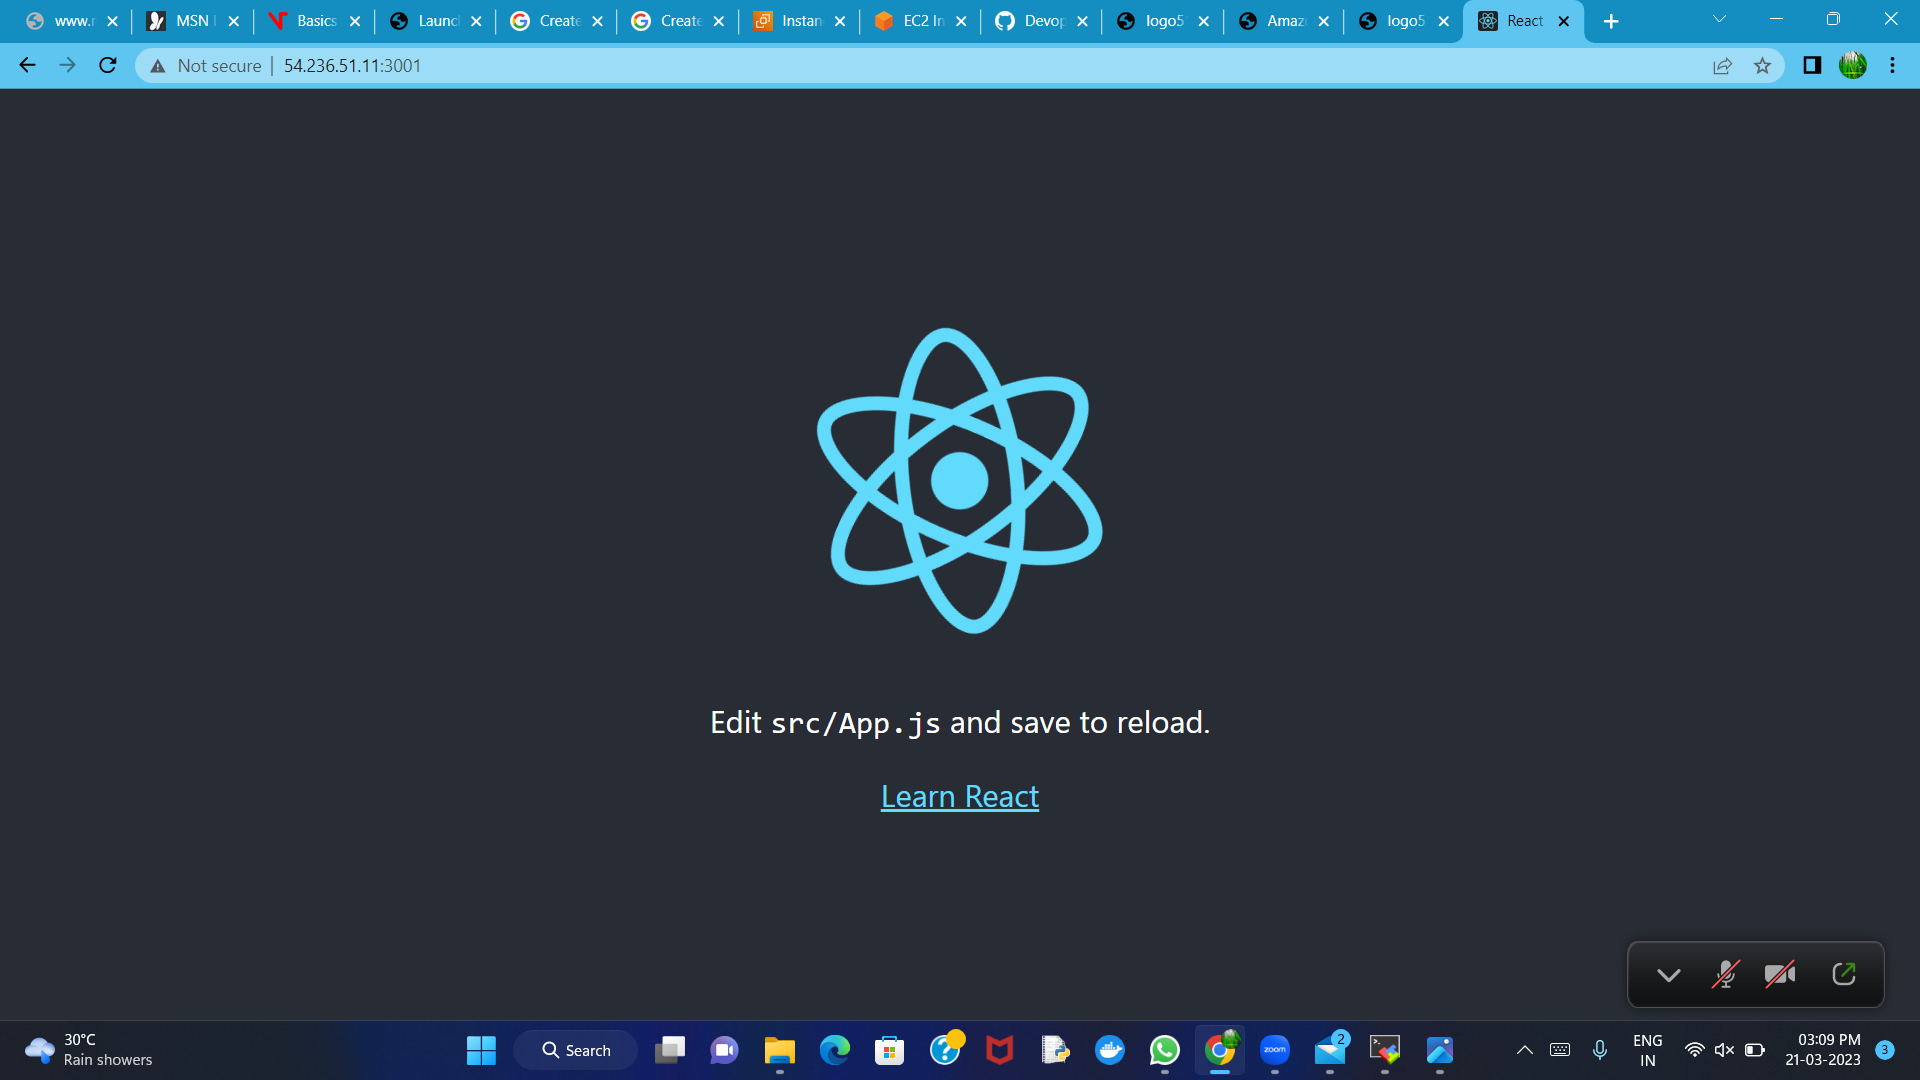 www.r
MSN
Basics
Launc
Create
Create
Instan
EC2 In
Devop
logo5
Amaz
logo5
React
Not secure
54.236.51.11:3001
Edit src/App.js and save to reload.
Learn React
30°C
Rain showers
Search
zoom
2
ENG
IN
03:09 PM
21-03-2023
3